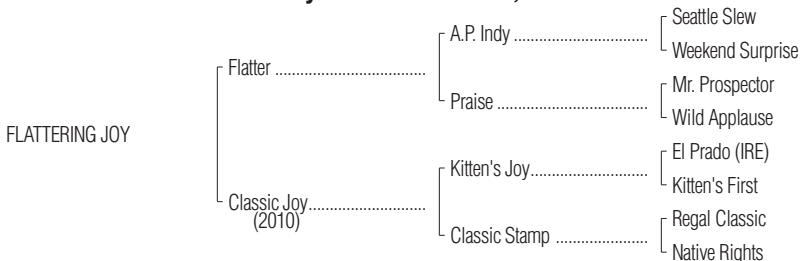 Seattle Slew
A.P. Indy
Weekend Surprise
Flatter
Mr. Prospector
Praise
Wild Applause
FLATTERING JOY
El Prado (IRE)
Kitten's Joy
Kitten's First
Classic Joy
(2010)
Regal Classic
Classic Stamp
Native Rights